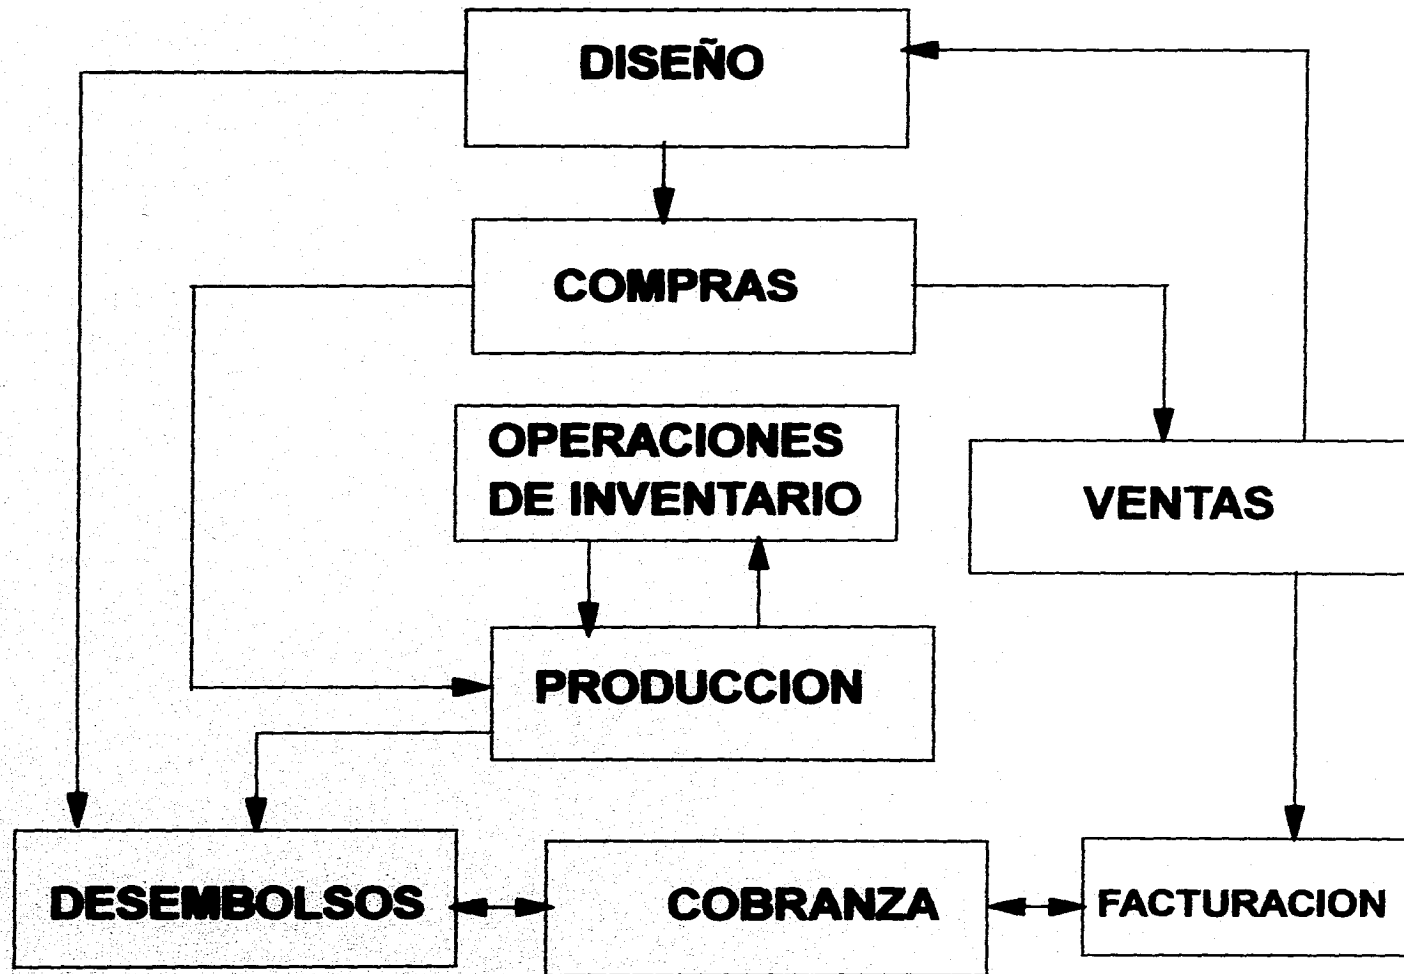 DISEÑO
COMPRAS
OPERACIONES
DE INVENTARIO
VENTAS
PRODUCCION
DESEMBOLSOS
COBRANZA
FACTURACION